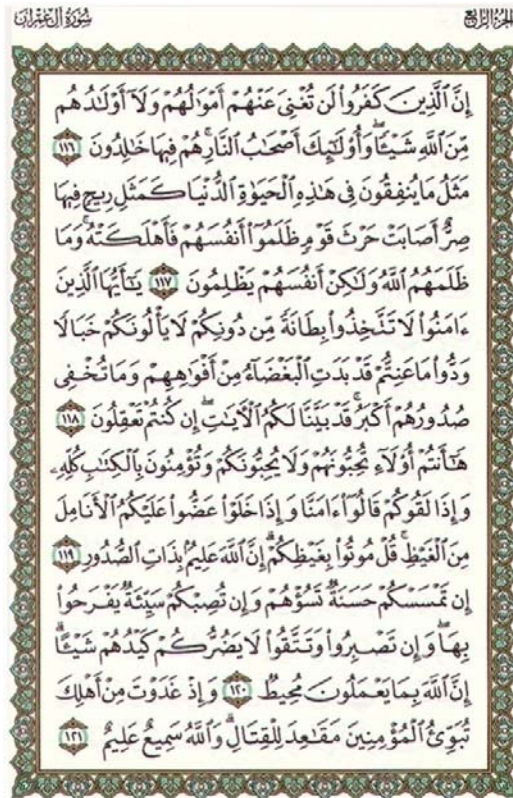 سُورَةُ آلِ عِمْرَانَ
الجُزْءُ الرَّابِعُ
إِنَّ ٱلَّذِينَ كَفَرُوا۟ لَن تُغْنِىَ عَنْهُمْ أَمْوَٰلُهُمْ وَلَآ أَوْلَٰدُهُم
مِّنَ ٱللَّهِ شَيْـًٔا ۖ وَأُو۟لَٰٓئِكَ أَصْحَٰبُ ٱلنَّارِ ۚ هُمْ فِيهَا خَٰلِدُونَ ١١٦
مَثَلُ مَا يُنفِقُونَ فِى هَٰذِهِ ٱلْحَيَوٰةِ ٱلدُّنْيَا كَمَثَلِ رِيحٍ فِيهَا
صِرٌّ أَصَابَتْ حَرْثَ قَوْمٍ ظَلَمُوٓا۟ أَنفُسَهُمْ فَأَهْلَكَتْهُ ۚ وَمَا
ظَلَمَهُمُ ٱللَّهُ وَلَٰكِنْ أَنفُسَهُمْ يَظْلِمُونَ ١١٧ يَٰٓأَيُّهَا ٱلَّذِينَ
ءَامَنُوا۟ لَا تَتَّخِذُوا۟ بِطَانَةً مِّن دُونِكُمْ لَا يَأْلُونَكُمْ خَبَالًا
وَدُّوا۟ مَا عَنِتُّمْ قَدْ بَدَتِ ٱلْبَغْضَآءُ مِنْ أَفْوَٰهِهِمْ وَمَا تُخْفِى
صُدُورُهُمْ أَكْبَرُ ۚ قَدْ بَيَّنَّا لَكُمُ ٱلْءَايَٰتِ ۖ إِن كُنتُمْ تَعْقِلُونَ ١١٨
هَٰٓأَنتُمْ أُو۟لَآءِ تُحِبُّونَهُمْ وَلَا يُحِبُّونَكُمْ وَتُؤْمِنُونَ بِٱلْكِتَٰبِ كُلِّهِۦ
وَإِذَا لَقُوكُمْ قَالُوٓا۟ ءَامَنَّا وَإِذَا خَلَوْا۟ عَضُّوا۟ عَلَيْكُمُ ٱلْأَنَامِلَ
مِنَ ٱلْغَيْظِ ۚ قُلْ مُوتُوا۟ بِغَيْظِكُمْ ۗ إِنَّ ٱللَّهَ عَلِيمٌۢ بِذَاتِ ٱلصُّدُورِ ١١٩
إِن تَمْسَسْكُمْ حَسَنَةٌ تَسُؤْهُمْ وَإِن تُصِبْكُمْ سَيِّئَةٌ يَفْرَحُوا۟
بِهَا ۖ وَإِن تَصْبِرُوا۟ وَتَتَّقُوا۟ لَا يَضُرُّكُمْ كَيْدُهُمْ شَيْـًٔا ۗ
إِنَّ ٱللَّهَ بِمَا يَعْمَلُونَ مُحِيطٌ ١٢٠ وَإِذْ غَدَوْتَ مِنْ أَهْلِكَ
تُبَوِّئُ ٱلْمُؤْمِنِينَ مَقَٰعِدَ لِلْقِتَالِ ۗ وَٱللَّهُ سَمِيعٌ عَلِيمٌ ١٢١